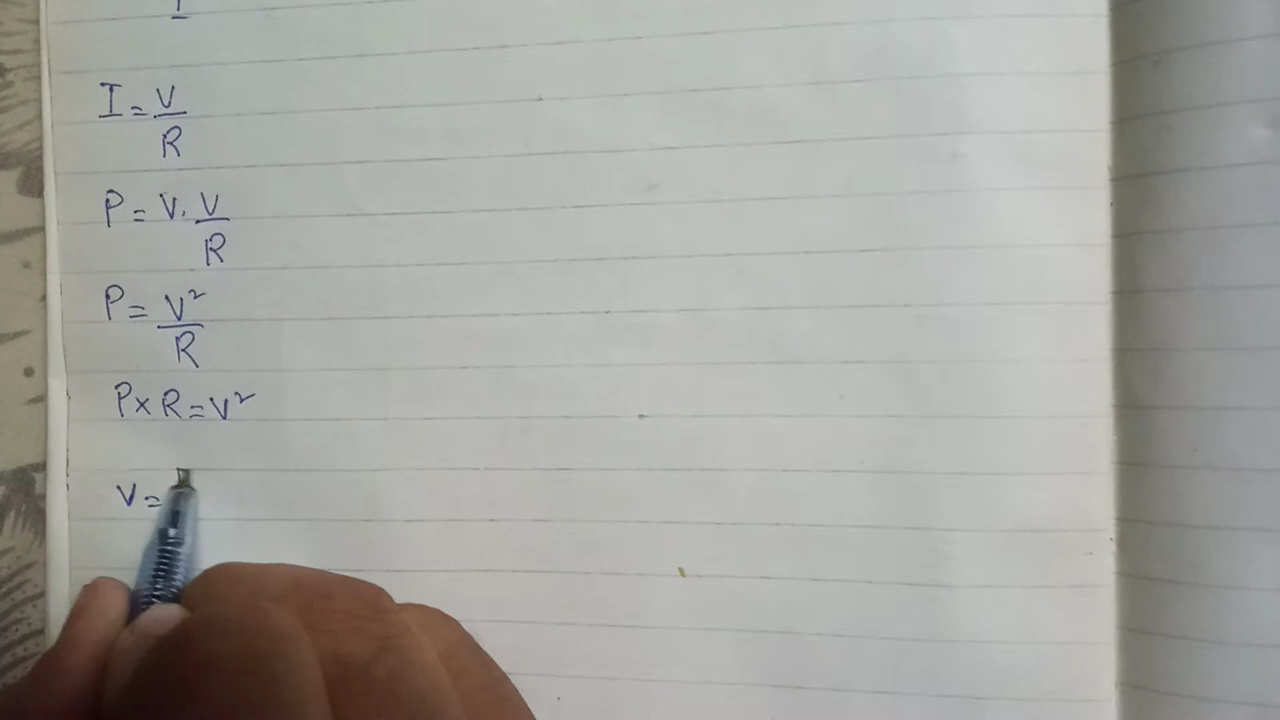 I = V/R
P = V. V/R
P = V²/R
P x R = V²
V =